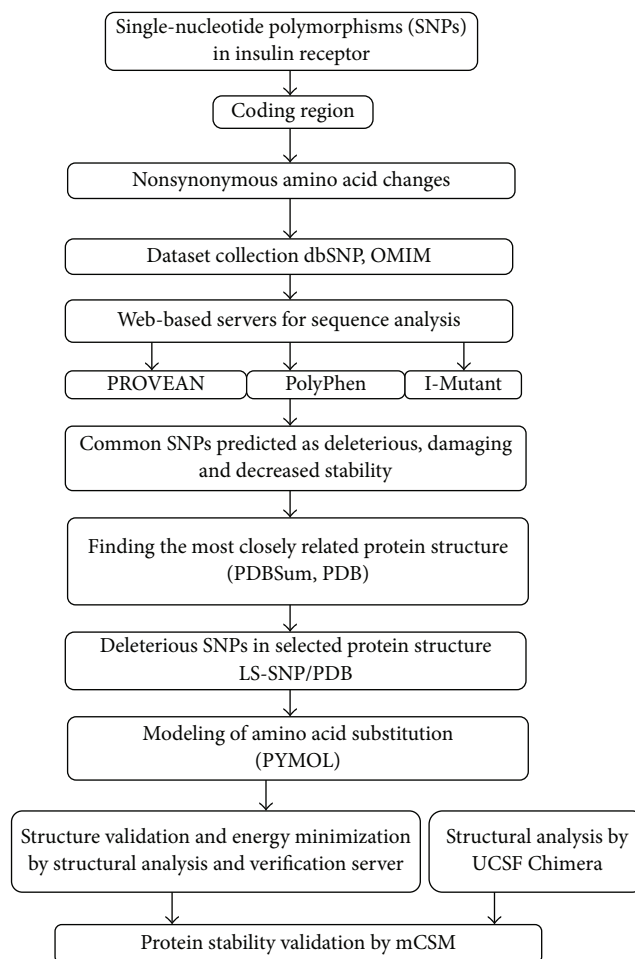 Single-nucleotide polymorphisms (SNPs)
in insulin receptor
Coding region
Nonsynonymous amino acid changes
Dataset collection dbSNP, OMIM
Web-based servers for sequence analysis
PROVEAN
PolyPhen
I-Mutant
Common SNPs predicted as deleterious, damaging
and decreased stability
Finding the most closely related protein structure
(PDBSum, PDB)
Deleterious SNPs in selected protein structure
LS-SNP/PDB
Modeling of amino acid substitution
(PYMOL)
Structure validation and energy minimization
by structural analysis and verification server
Structural analysis by
UCSF Chimera
Protein stability validation by mCSM